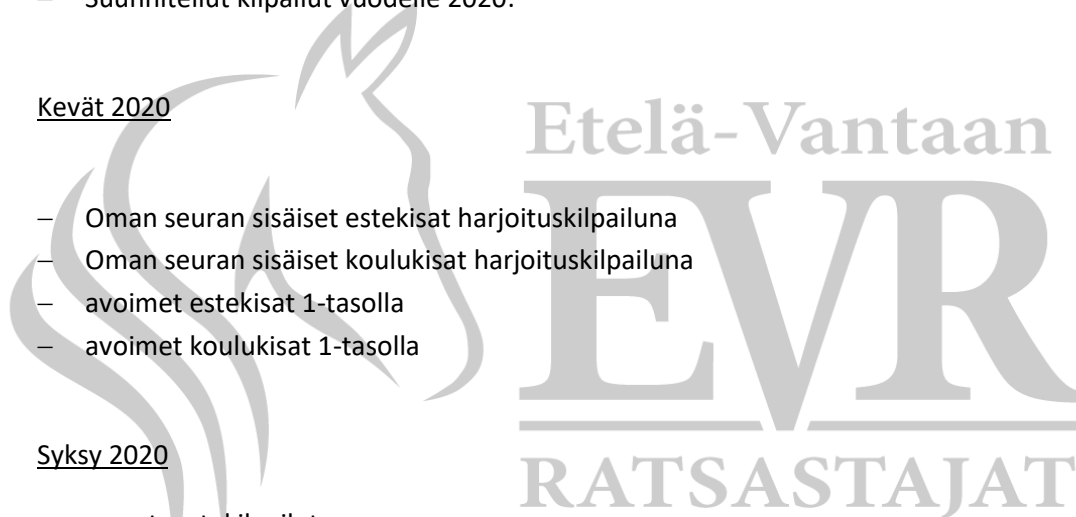 – Suunnitellut kilpailut vuodelle 2020:
Kevät 2020
Etelä-Vantaan
EVR
RATSASTAJAT
– Oman seuran sisäiset estekisat harjoituskilpailuna
– Oman seuran sisäiset koulukisat harjoituskilpailuna
– avoimet estekisat 1-tasolla
– avoimet koulukisat 1-tasolla
Syksy 2020